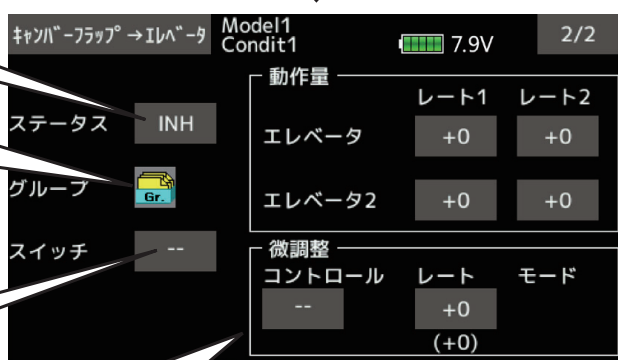 ｷｬﾝﾊﾞｰﾌﾗｯﾌﾟ→ｴﾚﾍﾞｰﾀ
Model1
Condit1
7.9V
2/2
動作量
レート1 レート2
ステータス INH
エレベータ +0 +0
グループ Gr.
エレベータ2 +0 +0
スイッチ --
微調整
コントロール レート モード
-- +0
(+0)